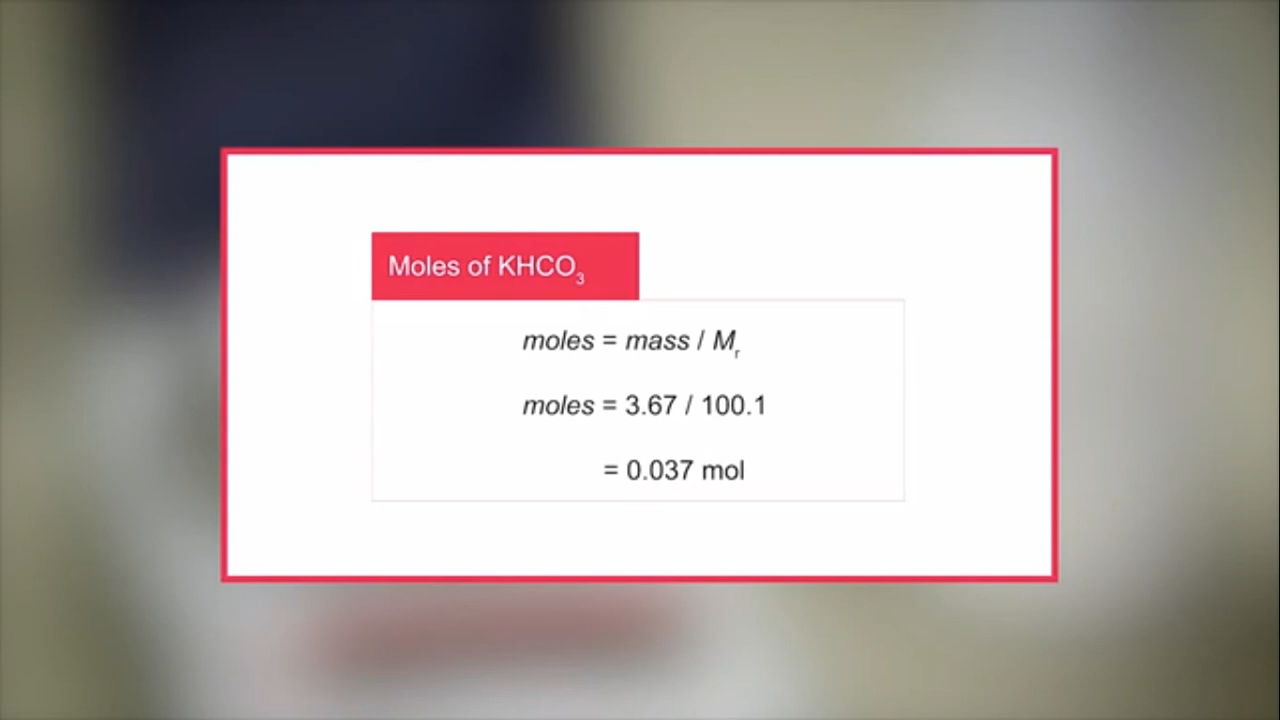 Moles of KHCO₃
moles = mass / Mᵣ
moles = 3.67 / 100.1
= 0.037 mol